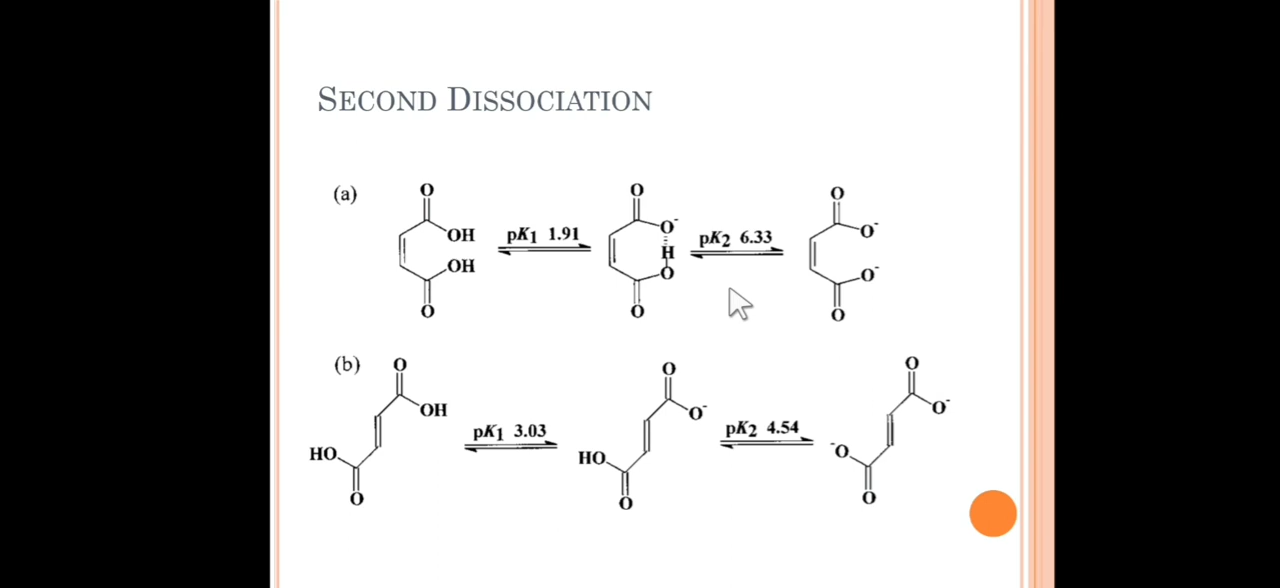 SECOND DISSOCIATION
(a)
O
OH
OH
O
pK1 1.91
O
O-
H
O
O
pK2 6.33
O
O-
O-
O
(b)
O
OH
HO
O
pK1 3.03
O
O-
HO
O
pK2 4.54
O
O-
-O
O